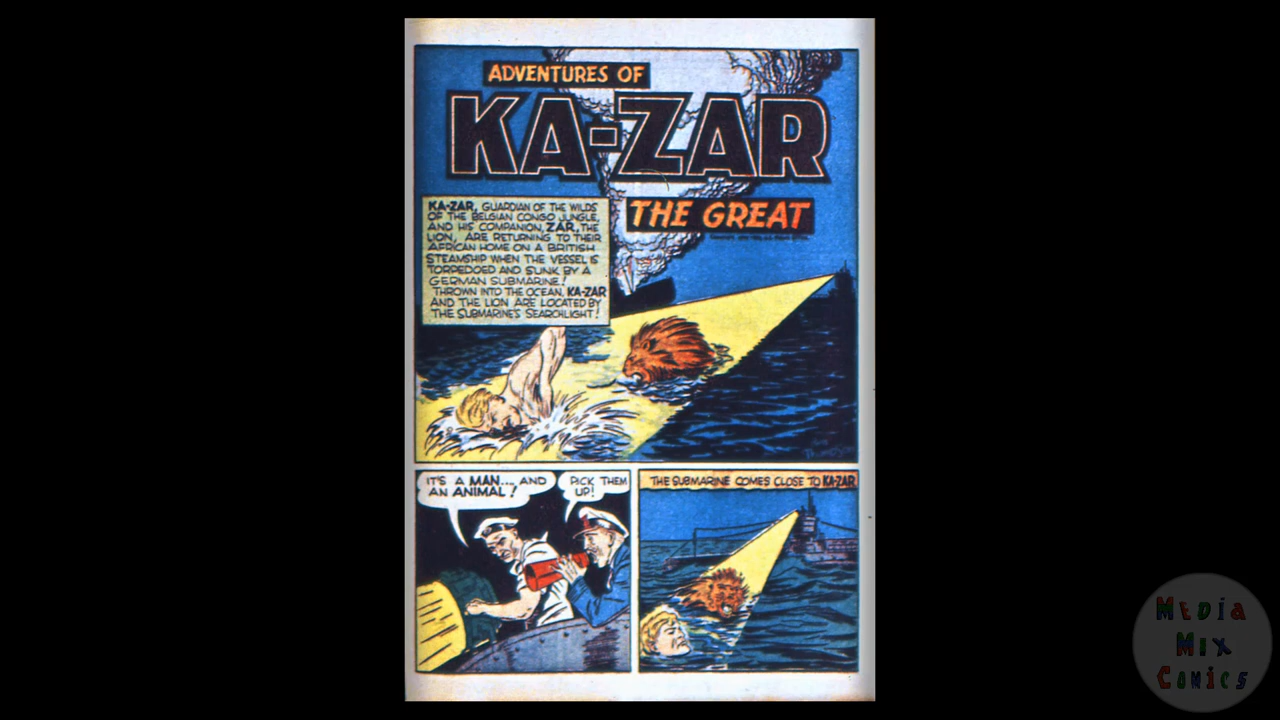 ADVENTURES OF
KA-ZAR
THE GREAT
KA-ZAR, GUARDIAN OF THE WILDS
OF THE BELGIAN CONGO JUNGLE,
AND HIS COMPANION, ZAR, THE
LION, ARE RETURNING TO THEIR
AFRICAN HOME ON A BRITISH
STEAMSHIP WHEN THE VESSEL IS
TORPEDOED AND SUNK BY A
GERMAN SUBMARINE!
THROWN INTO THE OCEAN, KA-ZAR
AND THE LION ARE LOCATED BY
THE SUBMARINE'S SEARCHLIGHT!
IT'S A MAN.... AND
AN ANIMAL!
PICK THEM
UP!
THE SUBMARINE COMES CLOSE TO KA-ZAR
MEDiA
MIX
COMICS